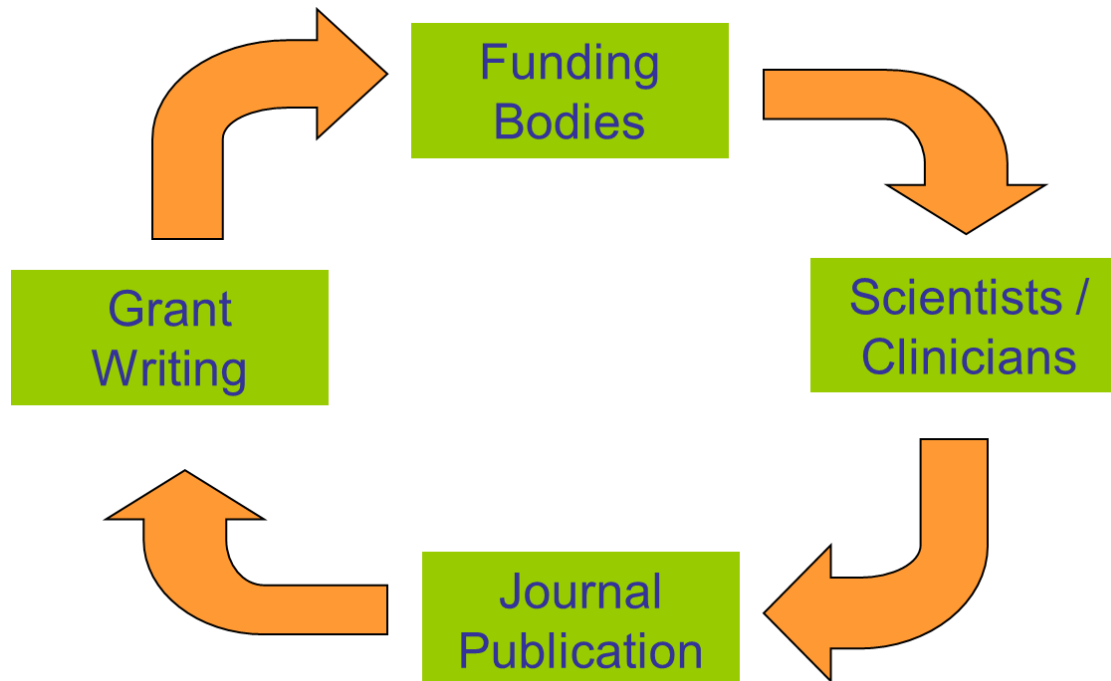 Funding
Bodies
Scientists /
Clinicians
Journal
Publication
Grant
Writing